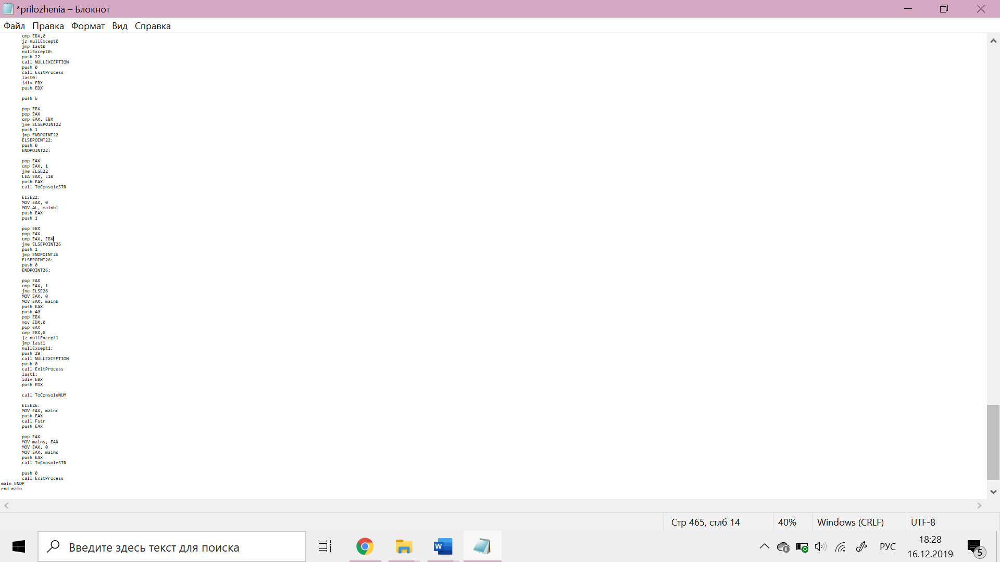 *prilozhenia – Блокнот
Файл Правка Формат Вид Справка
cmp EBX,0
jz nullExcept0
jmp last0
nullExcept0:
push 22
call NULLEXCEPTION
push 0
call ExitProcess
last0:
idiv EBX
push EDX
push 6
pop EBX
pop EAX
cmp EAX, EBX
jne ELSEPOINT22
push 1
jmp ENDPOINT22
ELSEPOINT22:
push 0
ENDPOINT22:
pop EAX
cmp EAX, 1
jne ELSE22
LEA EAX, L10
push EAX
call ToConsoleSTR
ELSE22:
MOV EAX, 0
MOV AL, mainbl
push EAX
push 1
pop EBX
pop EAX
cmp EAX, EBX
jne ELSEPOINT26
push 1
jmp ENDPOINT26
ELSEPOINT26:
push 0
ENDPOINT26:
pop EAX
cmp EAX, 1
jne ELSE26
MOV EAX, 0
MOV EAX, mainb
push EAX
push 40
pop EBX
mov EDX,0
pop EAX
cmp EBX,0
jz nullExcept1
jmp last1
nullExcept1:
push 28
call NULLEXCEPTION
push 0
call ExitProcess
last1:
idiv EBX
push EDX
call ToConsoleNUM
ELSE26:
MOV EAX, mainc
push EAX
call Fstr
push EAX
pop EAX
MOV mains, EAX
MOV EAX, 0
MOV EAX, mains
push EAX
call ToConsoleSTR
push 0
call ExitProcess
main ENDP
end main
Стр 465, стлб 14 40% Windows (CRLF) UTF-8
Введите здесь текст для поиска
РУС
18:28
16.12.2019
5